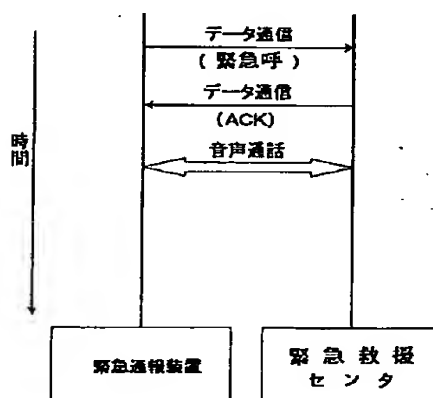 データ通信
( 緊急呼 )
データ通信
(ACK)
音声通話
時間
緊急通報装置
緊急救援
センタ